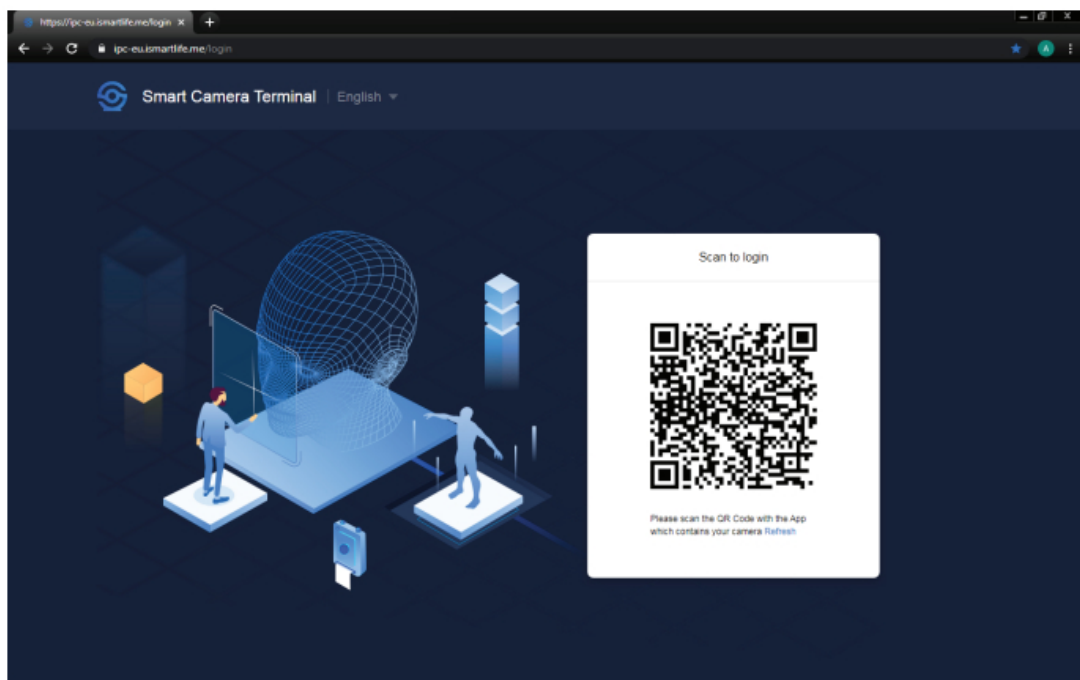 https://ipc-eu.ismartlife.me/login
ipc-eu.ismartlife.me/login
A
Smart Camera Terminal
English
Scan to login
Please scan the QR Code with the App
which contains your camera Refresh